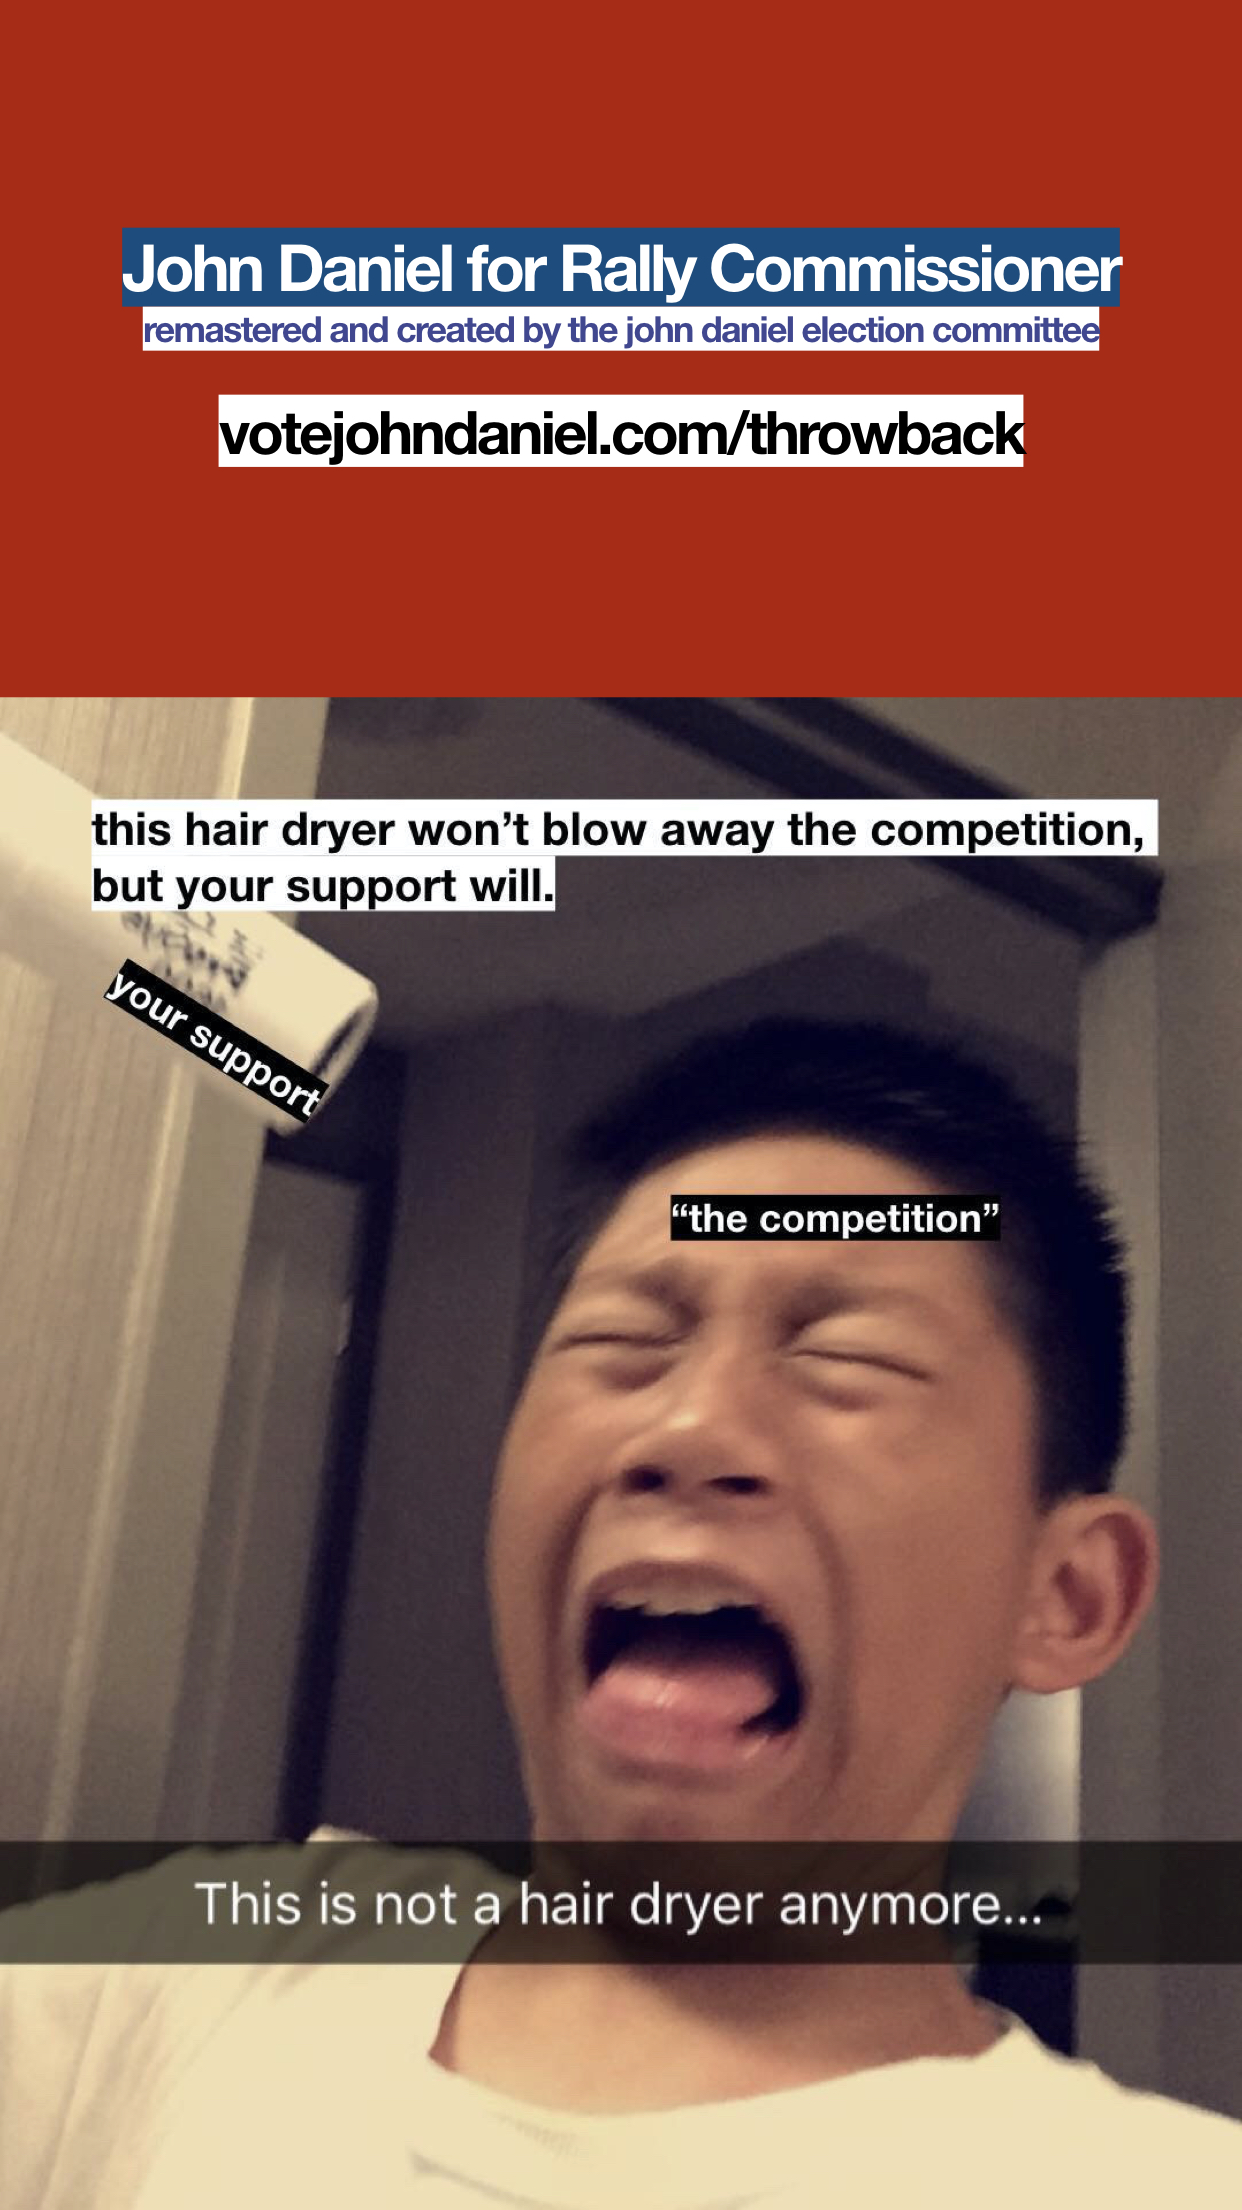 John Daniel for Rally Commissioner
remastered and created by the john daniel election committee
votejohndaniel.com/throwback
this hair dryer won’t blow away the competition,
but your support will.
your support
“the competition”
This is not a hair dryer anymore...